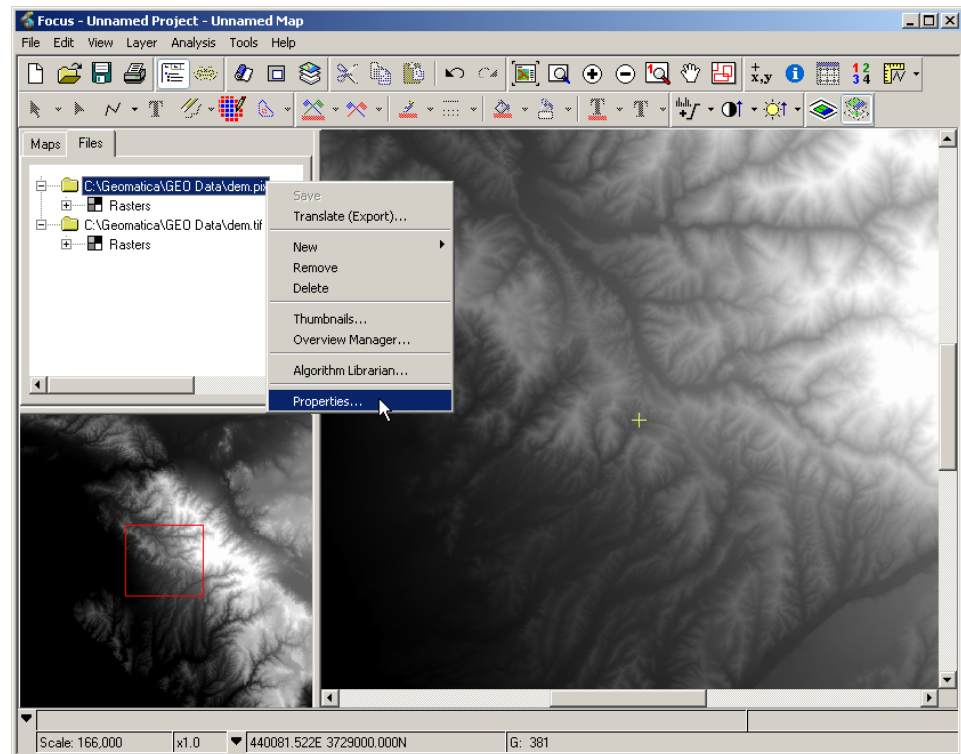 Focus - Unnamed Project - Unnamed Map
File Edit View Layer Analysis Tools Help
x,y 1 2 3 4
Maps Files
C:\Geomatica\GEO Data\dem.pix
Rasters
C:\Geomatica\GEO Data\dem.tif
Rasters
Save
Translate (Export)...
New
Remove
Delete
Thumbnails...
Overview Manager...
Algorithm Librarian...
Properties...
Scale: 166,000 x1.0 440081.522E 3729000.000N G: 381